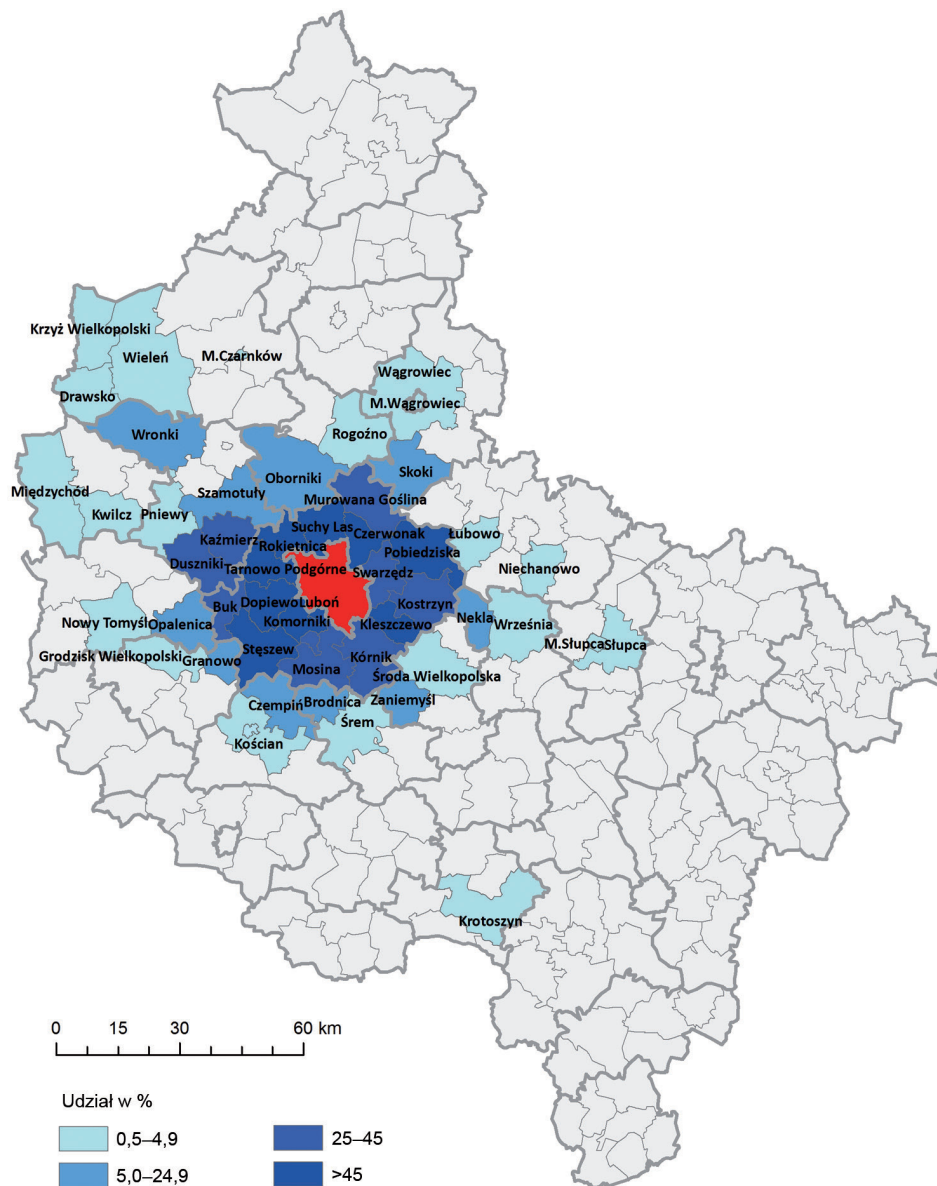 Krzyż Wielkopolski
Wieleń
M.Czarnków
Drawsko
Wągrowiec
M.Wągrowiec
Wronki
Rogoźno
Międzychód
Szamotuły
Oborniki
Skoki
Kwilcz
Pniewy
Murowana Goślina
Kaźmierz
Suchy Las
Czerwonak
Łubowo
Rokietnica
Pobiedziska
Duszniki
Tarnowo Podgórne
Swarzędz
Niechanowo
Buk
Dopiewo
Luboń
Kostrzyn
Nowy Tomyśl
Opalenica
Komorniki
Kleszczewo
Nekla
Września
M.Słupca
Słupca
Grodzisk Wielkopolski
Granowo
Stęszew
Mosina
Kórnik
Środa Wielkopolska
Czempiń
Brodnica
Zaniemyśl
Śrem
Kościan
Krotoszyn
0 15 30 60 km
Udział w %
0,5–4,9
25–45
5,0–24,9
>45